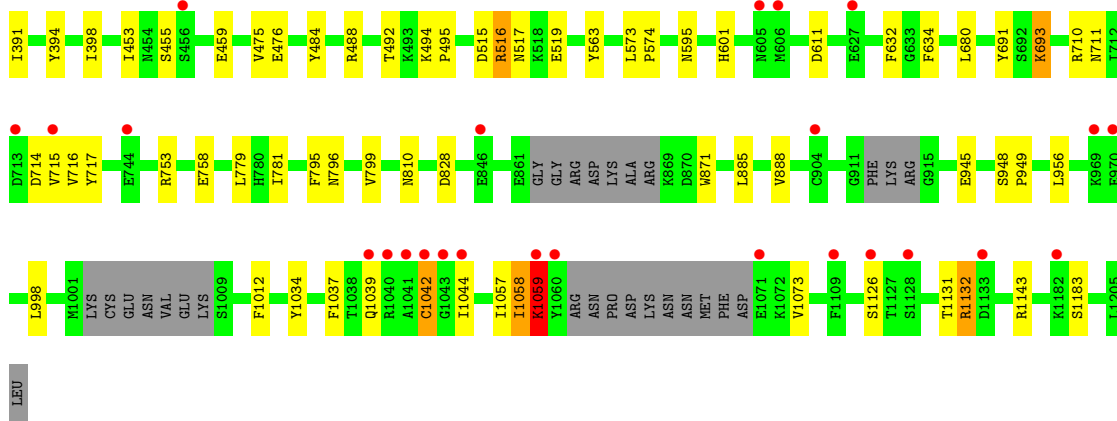 I391 Y394 I398 I453 N454 S455 S456 E459 V475 E476 Y484 R488 T492 K493 K494 P495 D515 R516 N517 K518 E519 Y563 L573 P574 N595 H601 N605 M606 D611 E627 F632 G633 F634 L680 Y691 S692 K693 R710 N711 I712
D713 D714 V715 V716 Y717 E744 R753 E758 L779 H780 I781 F795 N796 V799 N810 D828 E846 E861 GLY GLY ARG ASP LYS ALA ARG K869 D870 W871 L885 V888 C904 G911 PHE LYS ARG G915 E945 S948 P949 L956 K969
L998 M1001 LYS CYS GLU ASN VAL GLU LYS S1009 F1012 Y1034 F1037 T1038 Q1039 R1040 A1041 C1042 G1043 I1044 I1057 I1058 K1059 Y1060 ARG ASN PRO ASP LYS ASN ASN MET PHE ASP E1071 K1072 V1073 F1109 S1126 T1127 S1128 T1131 R1132 D1133 R1143 K1182 S1183
LEU